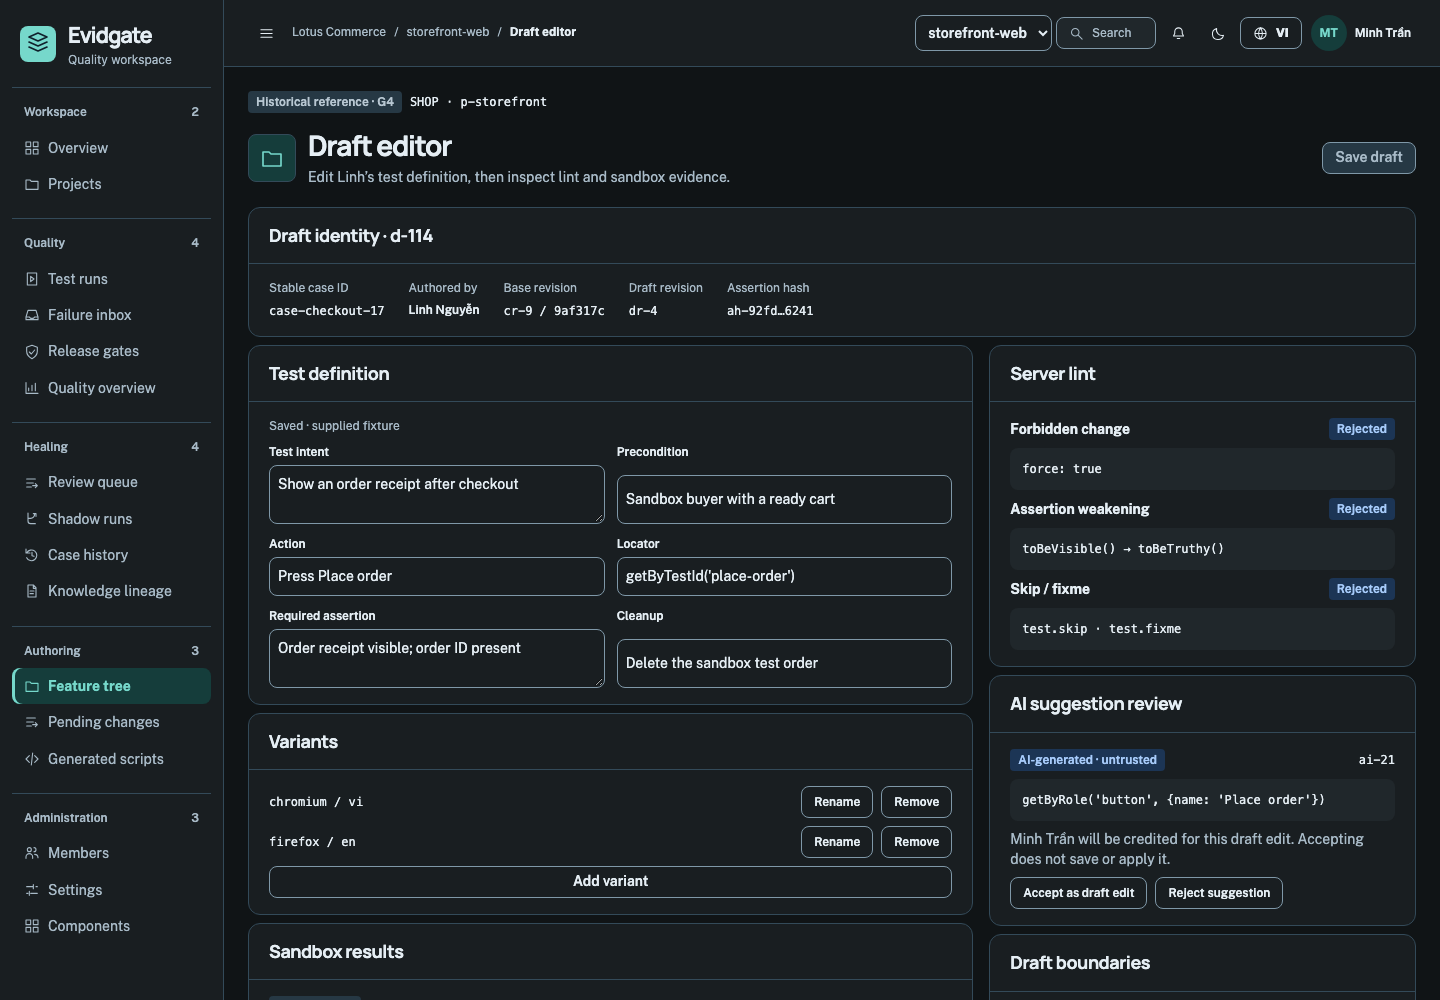 Evidgate
Quality workspace
Workspace 2
Overview
Projects
Quality 4
Test runs
Failure inbox
Release gates
Quality overview
Healing 4
Review queue
Shadow runs
Case history
Knowledge lineage
Authoring 3
Feature tree
Pending changes
Generated scripts
Administration 3
Members
Settings
Components
Lotus Commerce / storefront-web / Draft editor
storefront-web
Search
VI
MT
Minh Trần
Historical reference · G4 SHOP · p-storefront
Draft editor
Edit Linh’s test definition, then inspect lint and sandbox evidence.
Save draft
Draft identity · d-114
Stable case ID
case-checkout-17
Authored by
Linh Nguyễn
Base revision
cr-9 / 9af317c
Draft revision
dr-4
Assertion hash
ah-92fd…6241
Test definition
Saved · supplied fixture
Test intent
Show an order receipt after checkout
Precondition
Sandbox buyer with a ready cart
Action
Press Place order
Locator
getByTestId('place-order')
Required assertion
Order receipt visible; order ID present
Cleanup
Delete the sandbox test order
Variants
chromium / vi Rename Remove
firefox / en Rename Remove
Add variant
Sandbox results
Server lint
Forbidden change Rejected
force: true
Assertion weakening Rejected
toBeVisible() → toBeTruthy()
Skip / fixme Rejected
test.skip · test.fixme
AI suggestion review
AI-generated · untrusted ai-21
getByRole('button', {name: 'Place order'})
Minh Trần will be credited for this draft edit. Accepting
does not save or apply it.
Accept as draft edit Reject suggestion
Draft boundaries